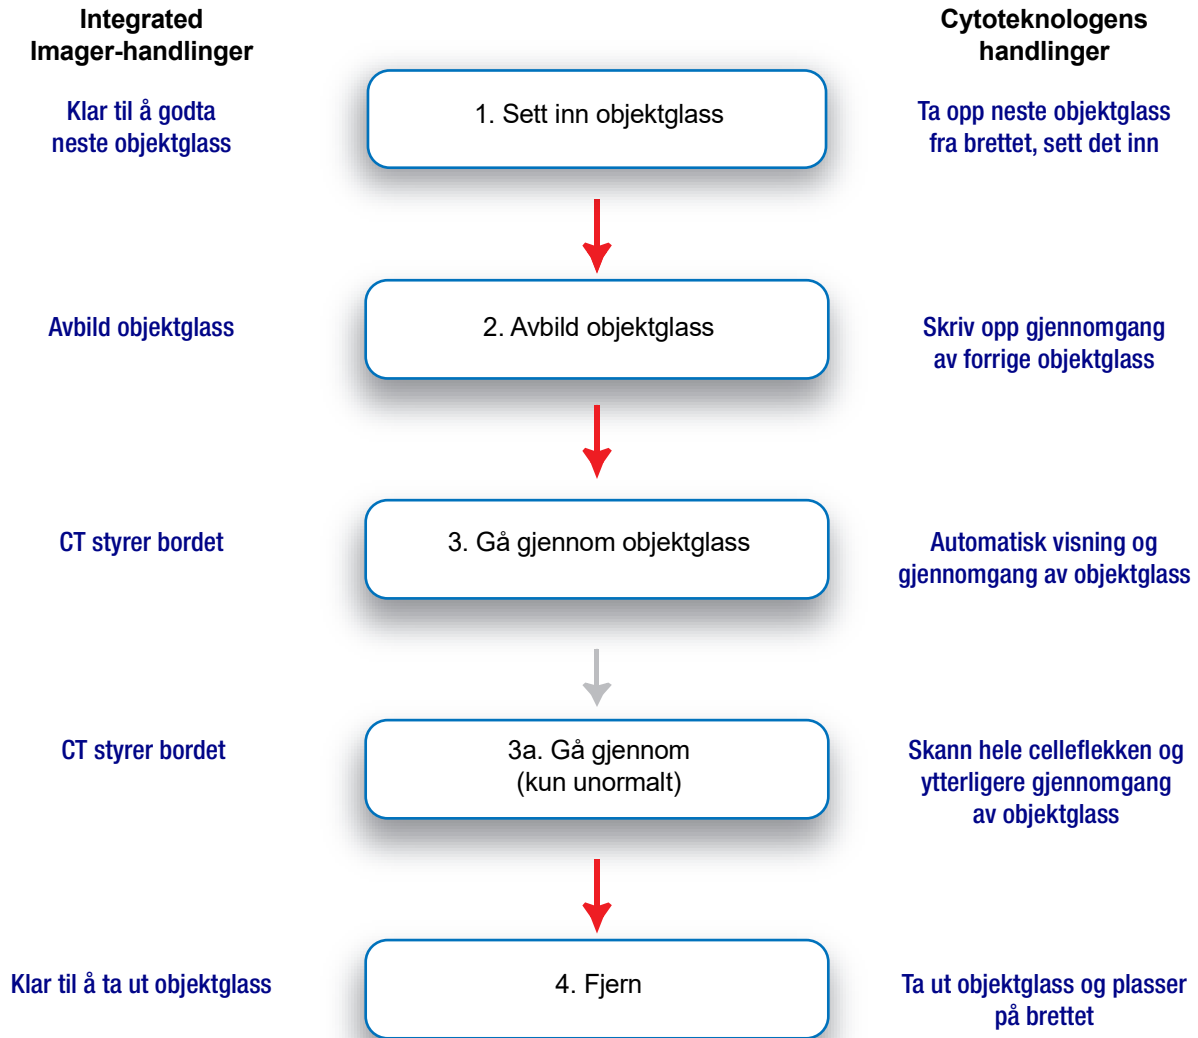 Integrated
Imager-handlinger
Cytoteknologens
handlinger
Klar til å godta
neste objektglass
1. Sett inn objektglass
Ta opp neste objektglass
fra brettet, sett det inn
Avbild objektglass
2. Avbild objektglass
Skriv opp gjennomgang
av forrige objektglass
CT styrer bordet
3. Gå gjennom objektglass
Automatisk visning og
gjennomgang av objektglass
CT styrer bordet
3a. Gå gjennom
(kun unormalt)
Skann hele celleflekken og
ytterligere gjennomgang
av objektglass
Klar til å ta ut objektglass
4. Fjern
Ta ut objektglass og plasser
på brettet